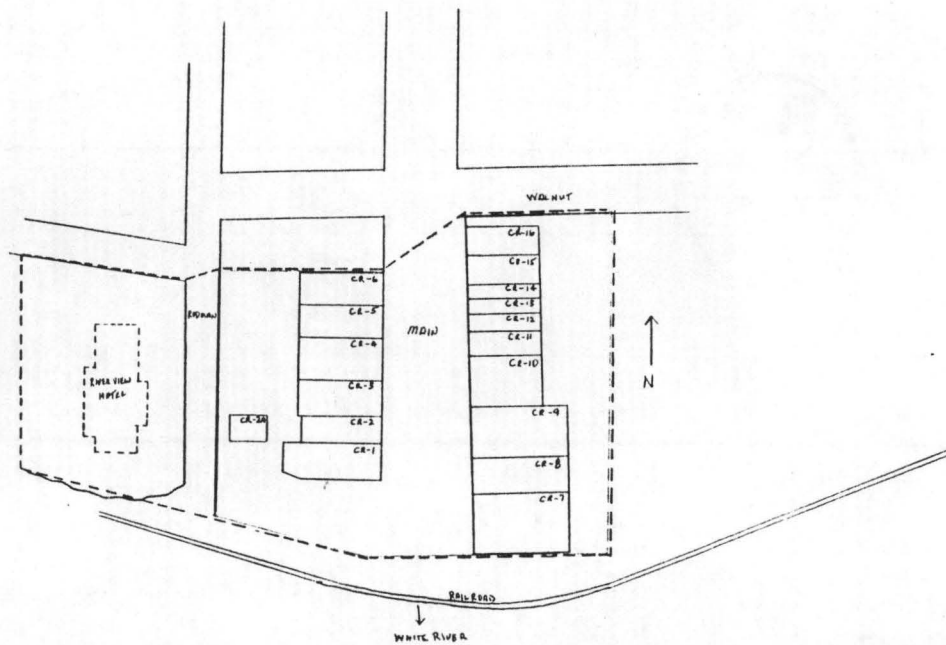 WALNUT
CR-16
CR-15
CR-14
CR-13
CR-12
CR-11
CR-10
CR-9
CR-8
CR-7
MAIN
CR-6
CR-5
CR-4
CR-3
CR-2
CR-2A
CR-1
RIVER VIEW
HOTEL
N
RAILROAD
WHITE RIVER